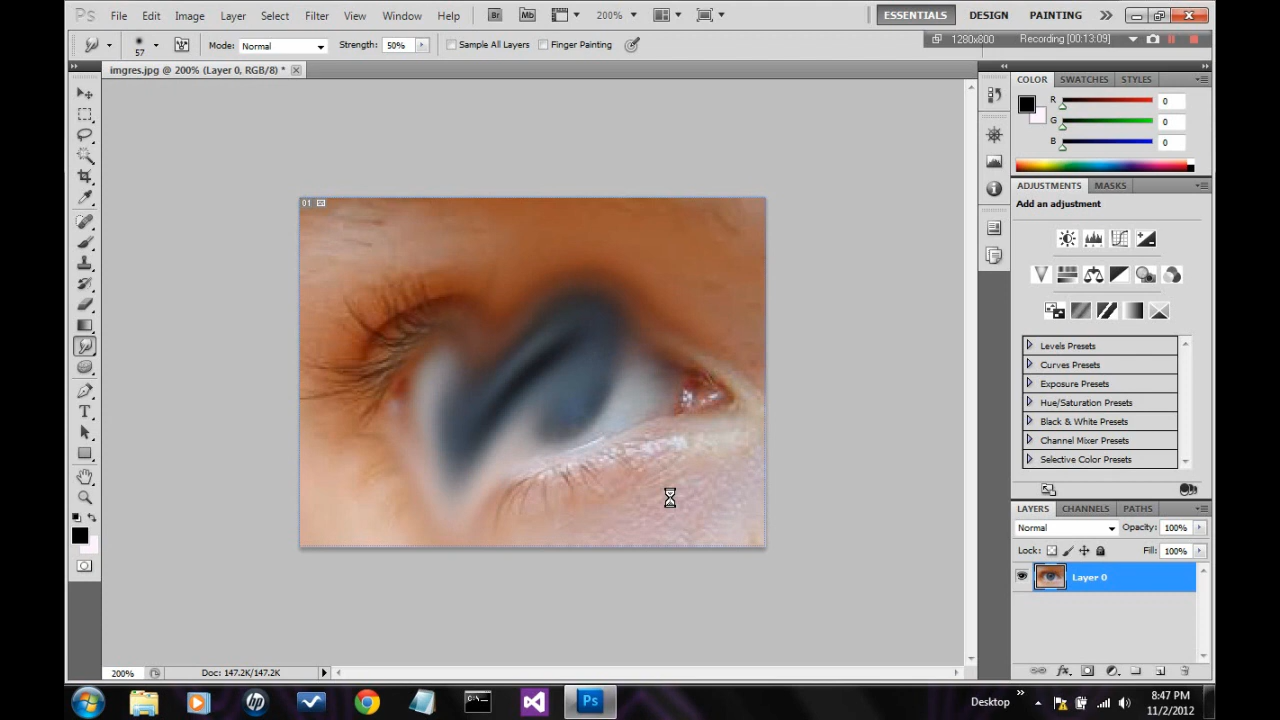 Ps File Edit Image Layer Select Filter View Window Help Br Mb 200% ESSENTIALS DESIGN PAINTING
57 Mode: Normal Strength: 50% Sample All Layers Finger Painting 1280x800 Recording [00:13:09]
imgres.jpg @ 200% (Layer 0, RGB/8) *
COLOR SWATCHES STYLES
R 0
G 0
B 0
ADJUSTMENTS MASKS
Add an adjustment
01
Levels Presets
Curves Presets
Exposure Presets
Hue/Saturation Presets
Black & White Presets
Channel Mixer Presets
Selective Color Presets
LAYERS CHANNELS PATHS
Normal Opacity: 100%
Lock: Fill: 100%
Layer 0
200% Doc: 147.2K/147.2K
hp C:\ Ps Desktop 8:47 PM
11/2/2012